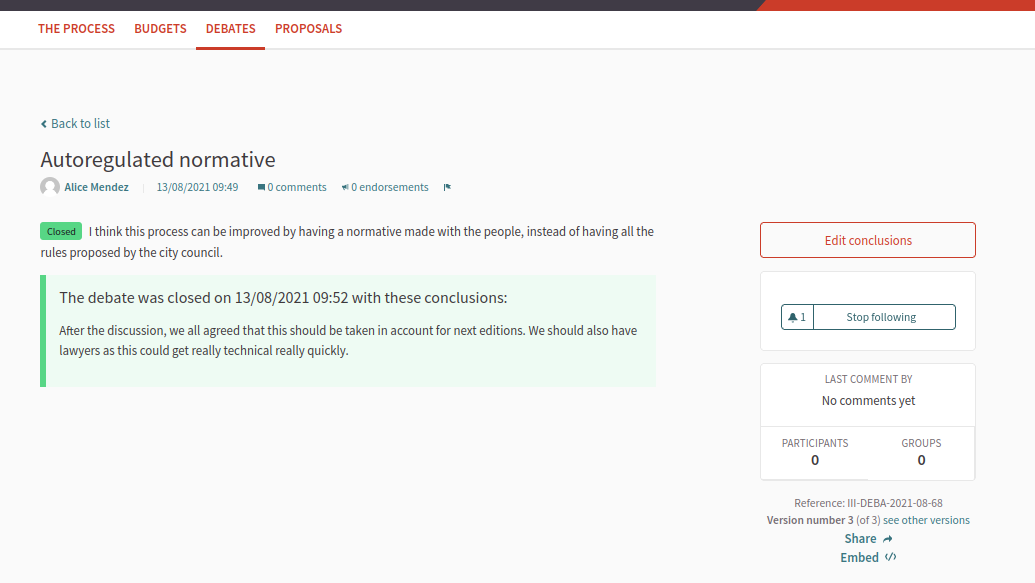 THE PROCESS BUDGETS DEBATES PROPOSALS
Back to list
Autoregulated normative
Alice Mendez 13/08/2021 09:49 0 comments 0 endorsements
Closed I think this process can be improved by having a normative made with the people, instead of having all the
rules proposed by the city council.
The debate was closed on 13/08/2021 09:52 with these conclusions:
After the discussion, we all agreed that this should be taken in account for next editions. We should also have
lawyers as this could get really technical really quickly.
Edit conclusions
1 Stop following
LAST COMMENT BY
No comments yet
PARTICIPANTS GROUPS
0 0
Reference: III-DEBA-2021-08-68
Version number 3 (of 3) see other versions
Share
Embed